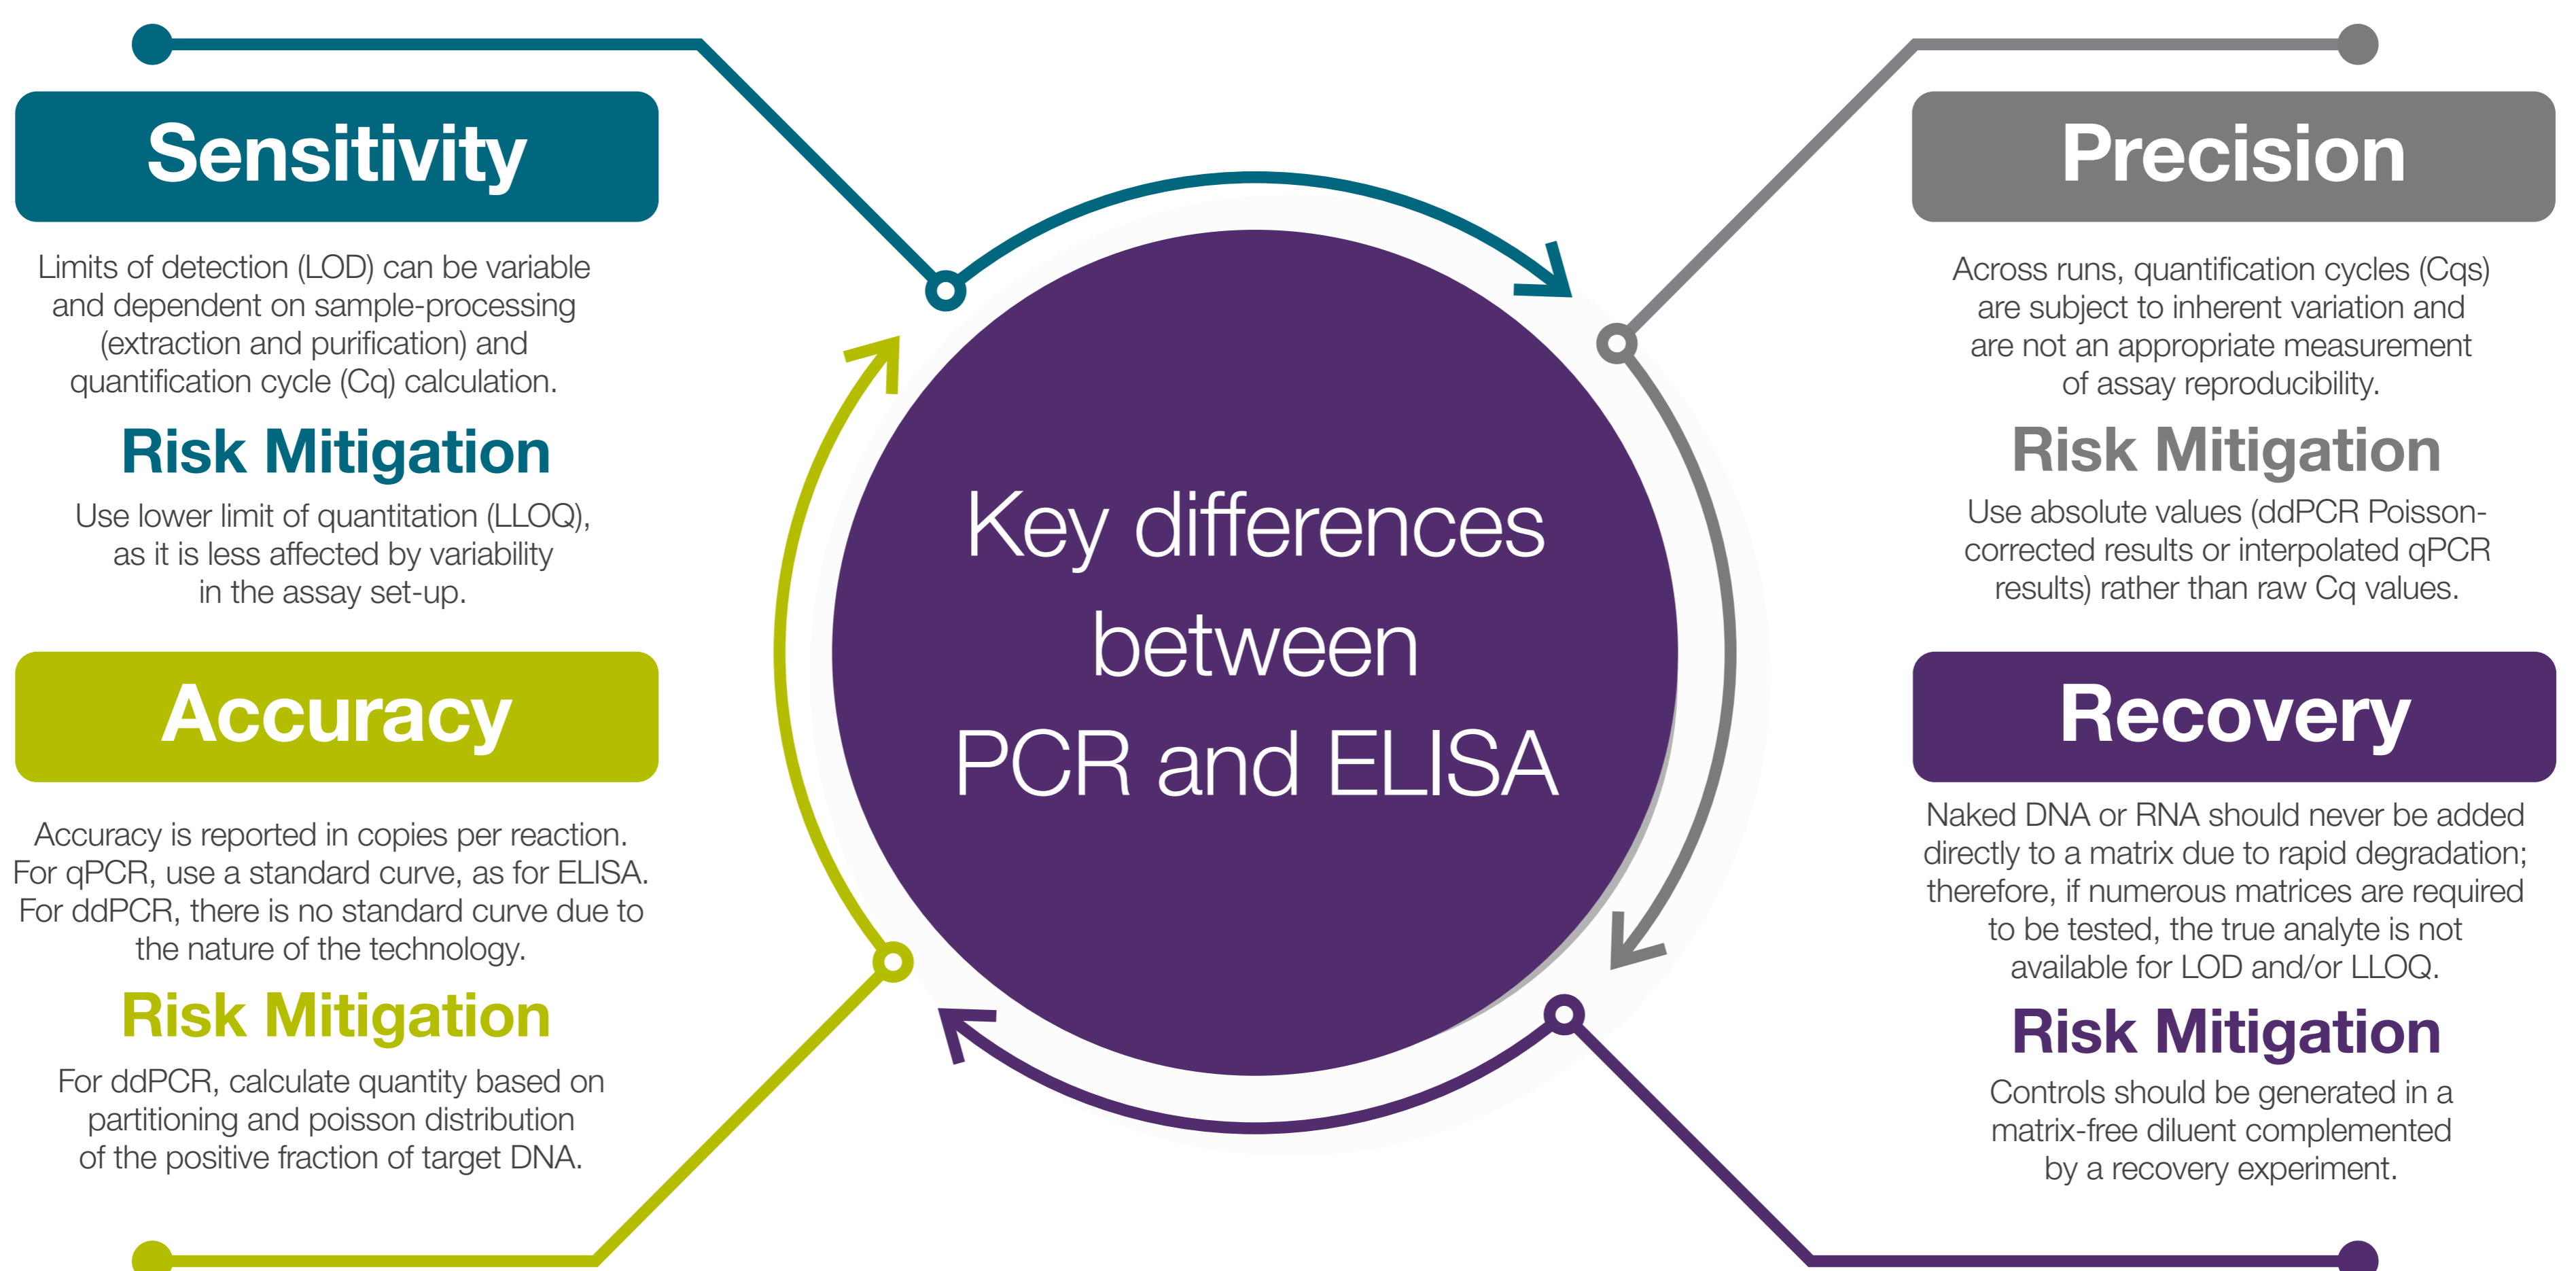 Sensitivity
Limits of detection (LOD) can be variable
and dependent on sample-processing
(extraction and purification) and
quantification cycle (Cq) calculation.
Risk Mitigation
Use lower limit of quantitation (LLOQ),
as it is less affected by variability
in the assay set-up.
Accuracy
Accuracy is reported in copies per reaction.
For qPCR, use a standard curve, as for ELISA.
For ddPCR, there is no standard curve due to
the nature of the technology.
Risk Mitigation
For ddPCR, calculate quantity based on
partitioning and poisson distribution
of the positive fraction of target DNA.
Key differences
between
PCR and ELISA
Precision
Across runs, quantification cycles (Cqs)
are subject to inherent variation and
are not an appropriate measurement
of assay reproducibility.
Risk Mitigation
Use absolute values (ddPCR Poisson-
corrected results or interpolated qPCR
results) rather than raw Cq values.
Recovery
Naked DNA or RNA should never be added
directly to a matrix due to rapid degradation;
therefore, if numerous matrices are required
to be tested, the true analyte is not
available for LOD and/or LLOQ.
Risk Mitigation
Controls should be generated in a
matrix-free diluent complemented
by a recovery experiment.